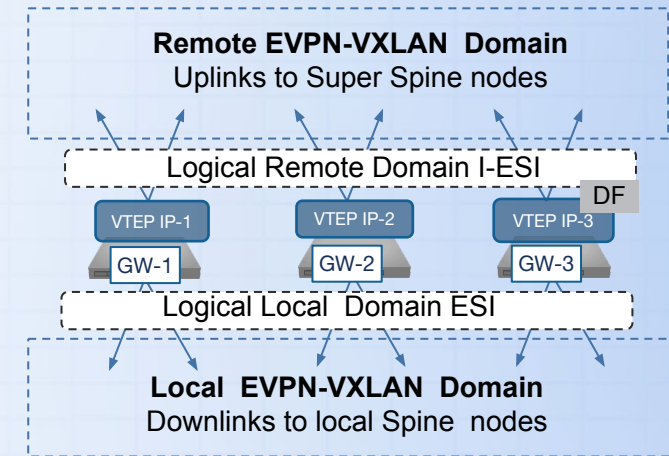 Remote EVPN-VXLAN Domain
Uplinks to Super Spine nodes
Logical Remote Domain I-ESI
DF
VTEP IP-1
VTEP IP-2
VTEP IP-3
GW-1
GW-2
GW-3
Logical Local Domain ESI
Local EVPN-VXLAN Domain
Downlinks to local Spine nodes